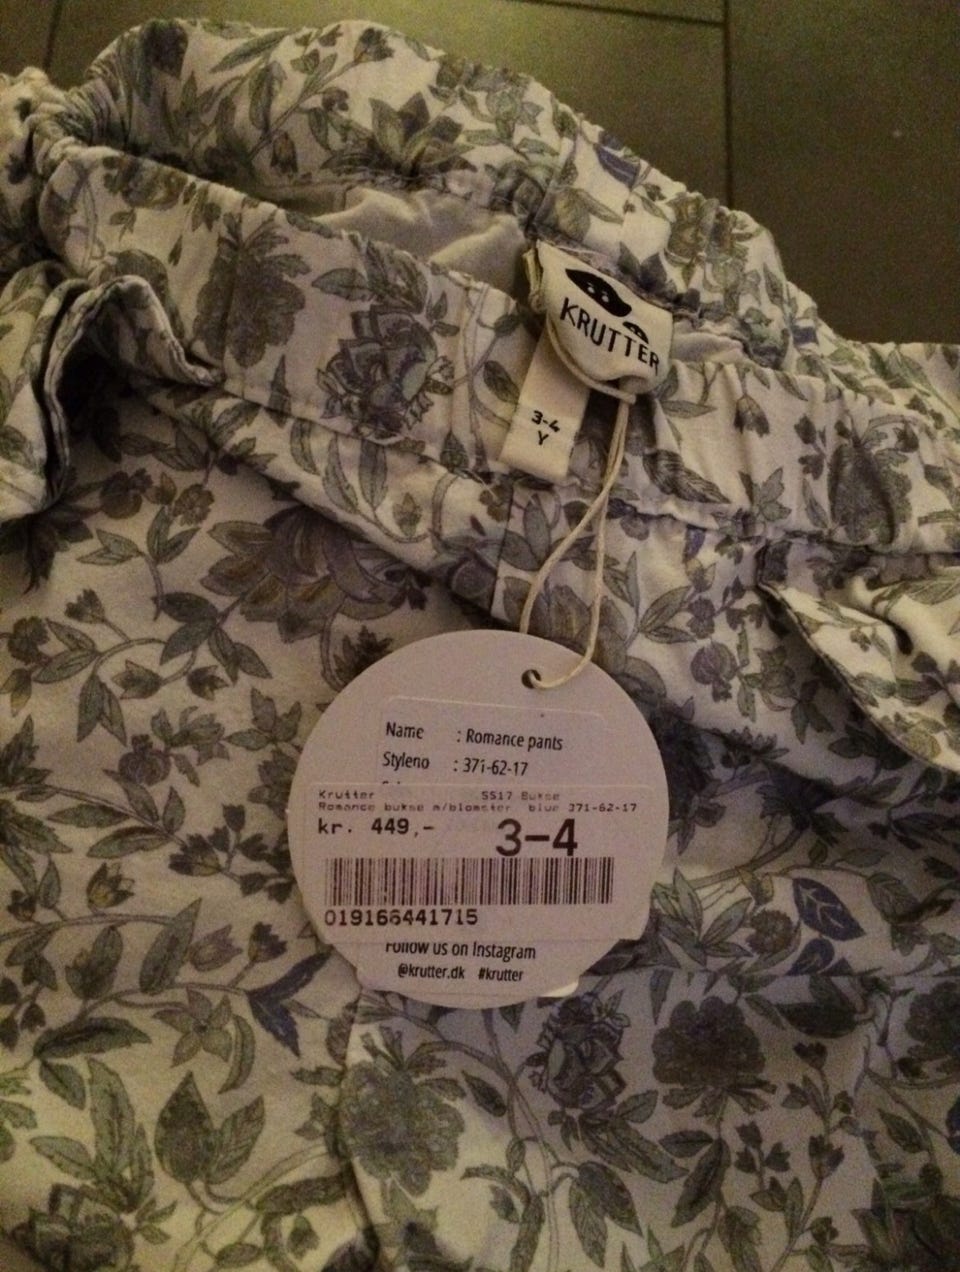 KRUTTER
3-4
Y
Name : Romance pants
Styleno : 371-62-17
Krutter SS17 Bukse
Romance bukse m/blomster blue 371-62-17
kr. 449,- 3-4
019166441715
Follow us on Instagram
@krutter.dk #krutter